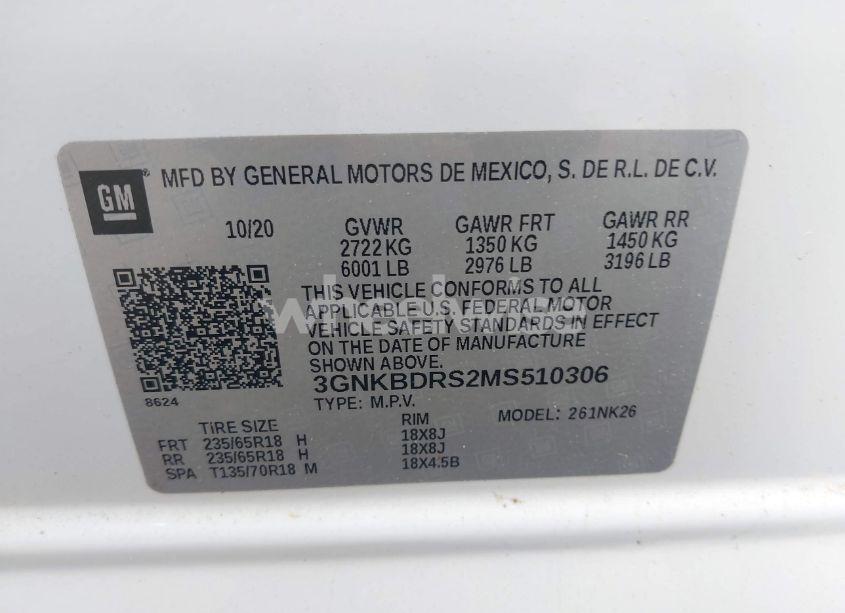 GM
MFD BY GENERAL MOTORS DE MEXICO, S. DE R.L. DE C.V.
10/20 GVWR GAWR FRT GAWR RR
2722 KG 1350 KG 1450 KG
6001 LB 2976 LB 3196 LB
THIS VEHICLE CONFORMS TO ALL
APPLICABLE U.S. FEDERAL MOTOR
VEHICLE SAFETY STANDARDS IN EFFECT
ON THE DATE OF MANUFACTURE
SHOWN ABOVE.
3GNKBDRS2MS510306
8624
TYPE: M.P.V. MODEL: 261NK26
TIRE SIZE RIM
FRT 235/65R18 H 18X8J
RR 235/65R18 H 18X8J
SPA T135/70R18 M 18X4.5B